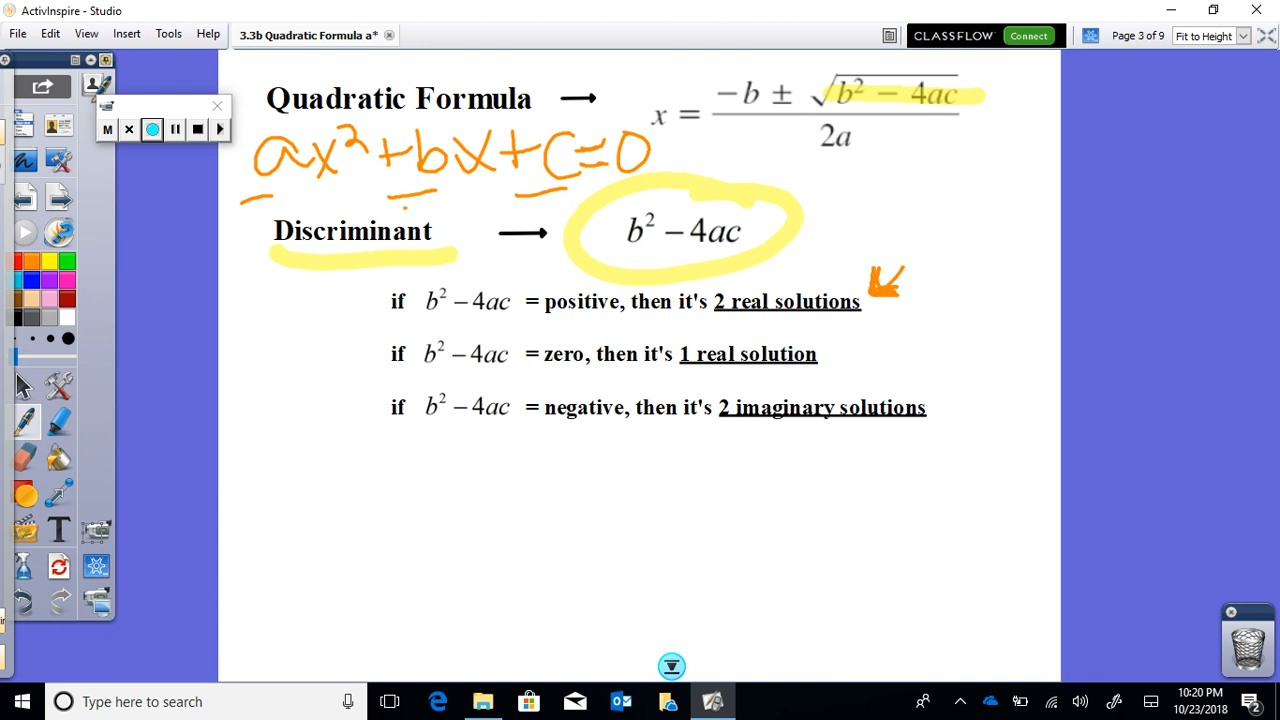 ActivInspire - Studio
File Edit View Insert Tools Help
3.3b Quadratic Formula a*
CLASSFLOW Connect
Page 3 of 9
Fit to Height
M
T
Quadratic Formula → x = (−b ± √(b² − 4ac)) / 2a
ax² + bx + c = 0
Discriminant → b² − 4ac
if b² − 4ac = positive, then it's 2 real solutions
if b² − 4ac = zero, then it's 1 real solution
if b² − 4ac = negative, then it's 2 imaginary solutions
Type here to search
10:20 PM
10/23/2018
2